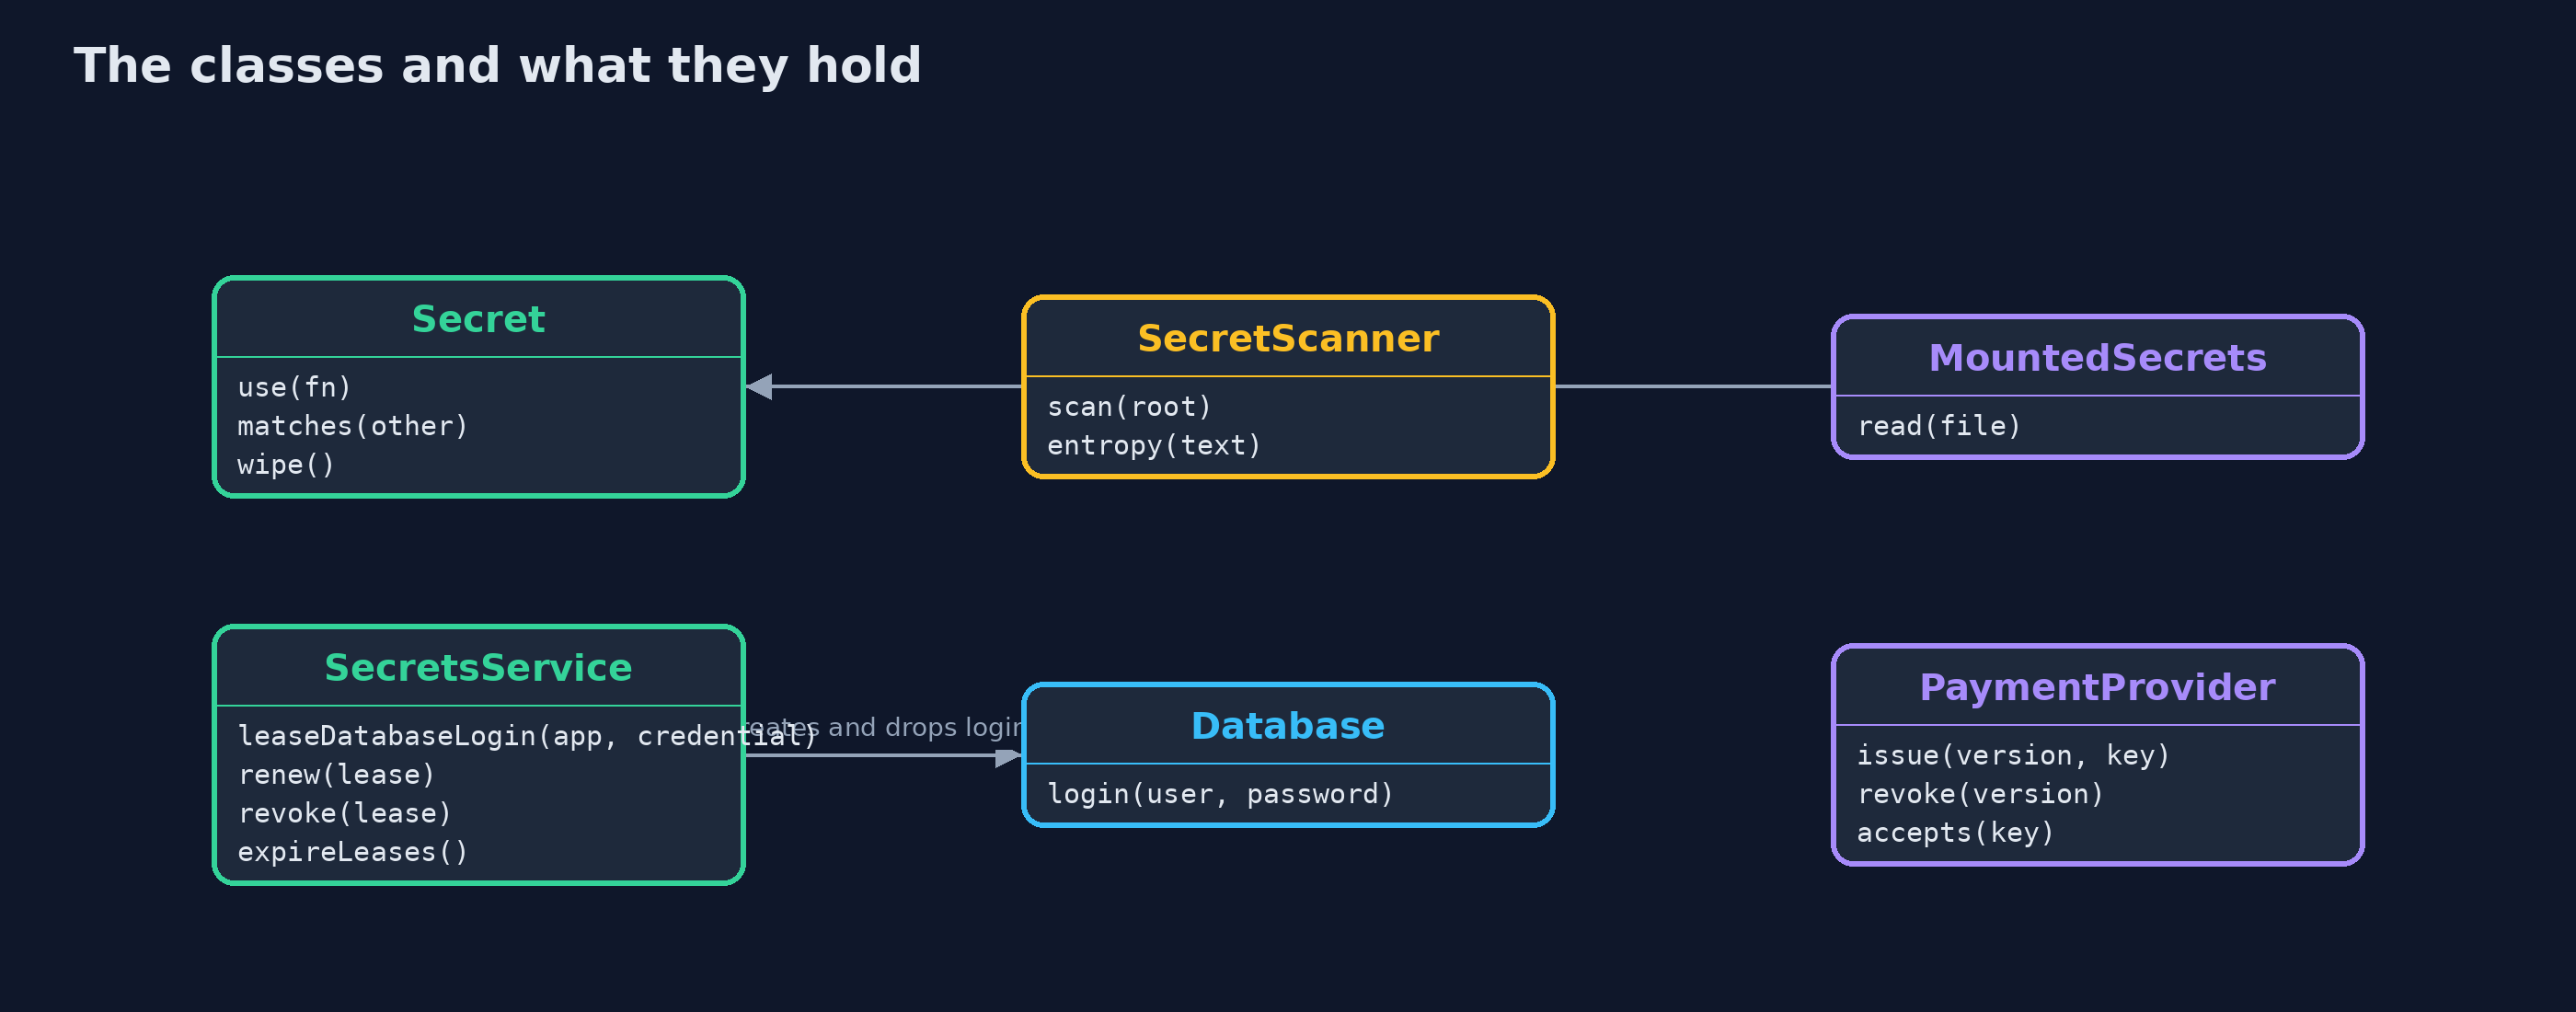 The classes and what they hold
Secret
use(fn)
matches(other)
wipe()
SecretScanner
scan(root)
entropy(text)
MountedSecrets
read(file)
SecretsService
leaseDatabaseLogin(app, credential)
renew(lease)
revoke(lease)
expireLeases()
and drops
Database
login(user, password)
PaymentProvider
issue(version, key)
revoke(version)
accepts(key)